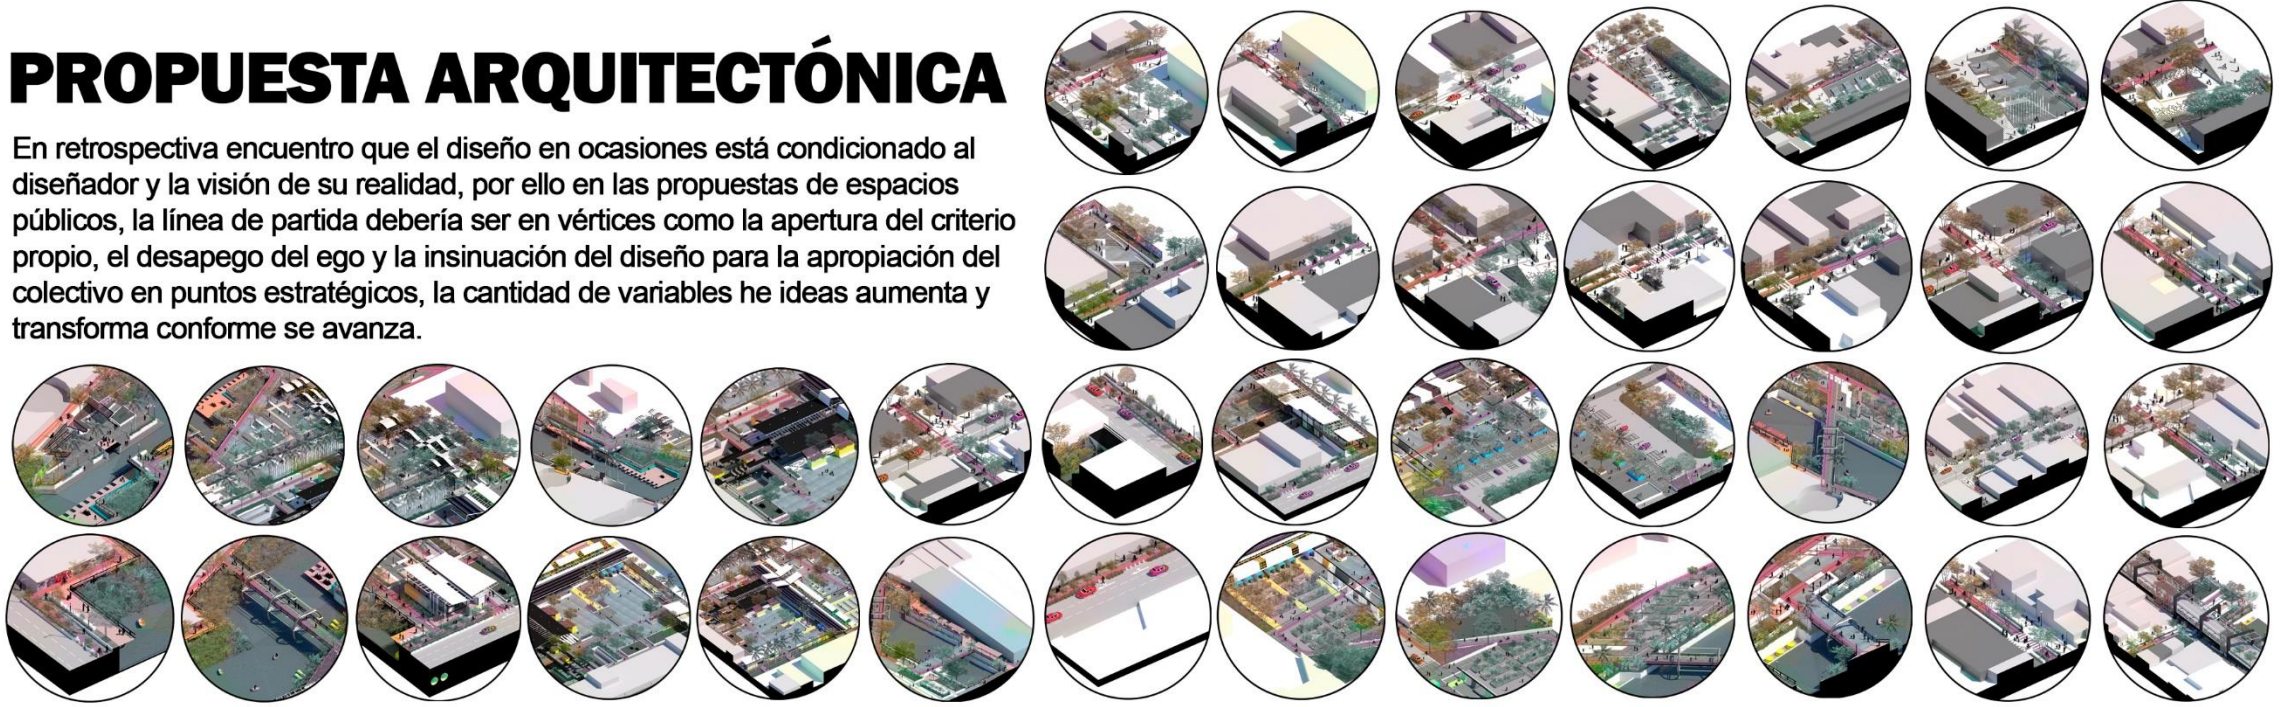 PROPUESTA ARQUITECTÓNICA
En retrospectiva encuentro que el diseño en ocasiones está condicionado al
diseñador y la visión de su realidad, por ello en las propuestas de espacios
públicos, la línea de partida debería ser en vértices como la apertura del criterio
propio, el desapego del ego y la insinuación del diseño para la apropiación del
colectivo en puntos estratégicos, la cantidad de variables he ideas aumenta y
transforma conforme se avanza.